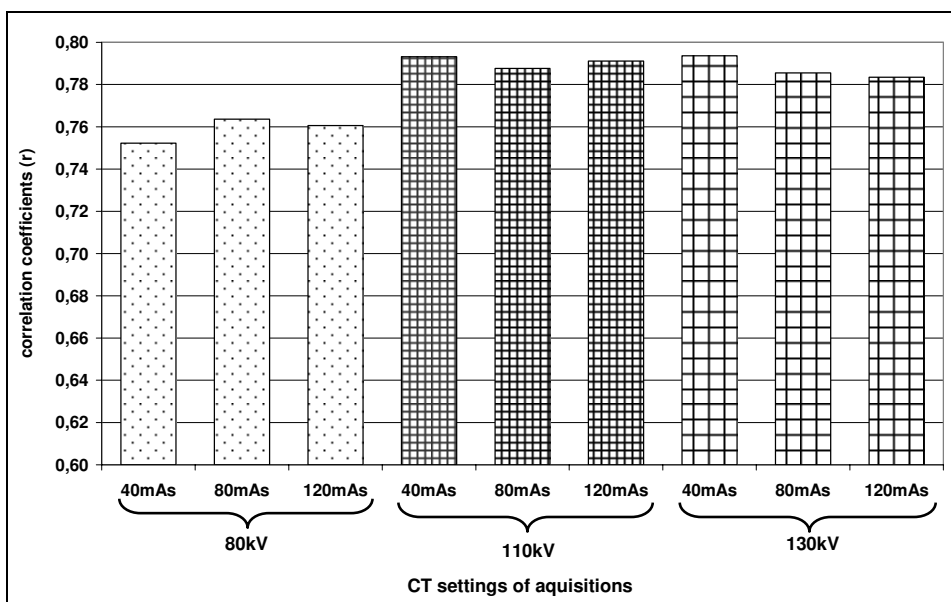 correlation coefficients (r)
0,80
0,78
0,76
0,74
0,72
0,70
0,68
0,66
0,64
0,62
0,60
40mAs 80mAs 120mAs 40mAs 80mAs 120mAs 40mAs 80mAs 120mAs
80kV 110kV 130kV
CT settings of aquisitions